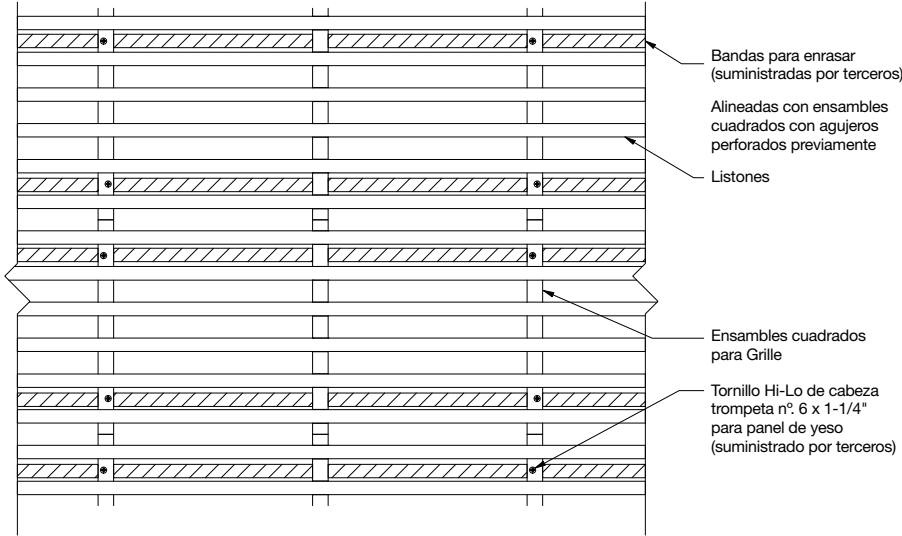 Bandas para enrasar
(suministradas por terceros)
Alineadas con ensambles
cuadrados con agujeros
perforados previamente
Listones
Ensambles cuadrados
para Grille
Tornillo Hi-Lo de cabeza
trompeta nº. 6 x 1-1/4"
para panel de yeso
(suministrado por terceros)